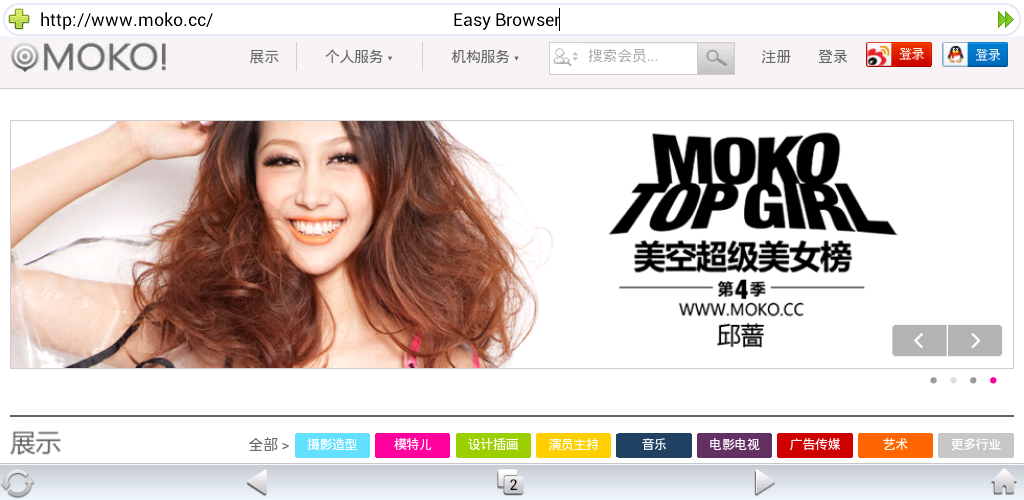 http://www.moko.cc/ Easy Browser
MOKO! 展示 个人服务 机构服务 搜索会员... 注册 登录 登录 登录
MOKO
TOP GIRL
美空超级美女榜
第4季
WWW.MOKO.CC
邱蔷
展示 全部 > 摄影造型 模特儿 设计插画 演员主持 音乐 电影电视 广告传媒 艺术 更多行业
2